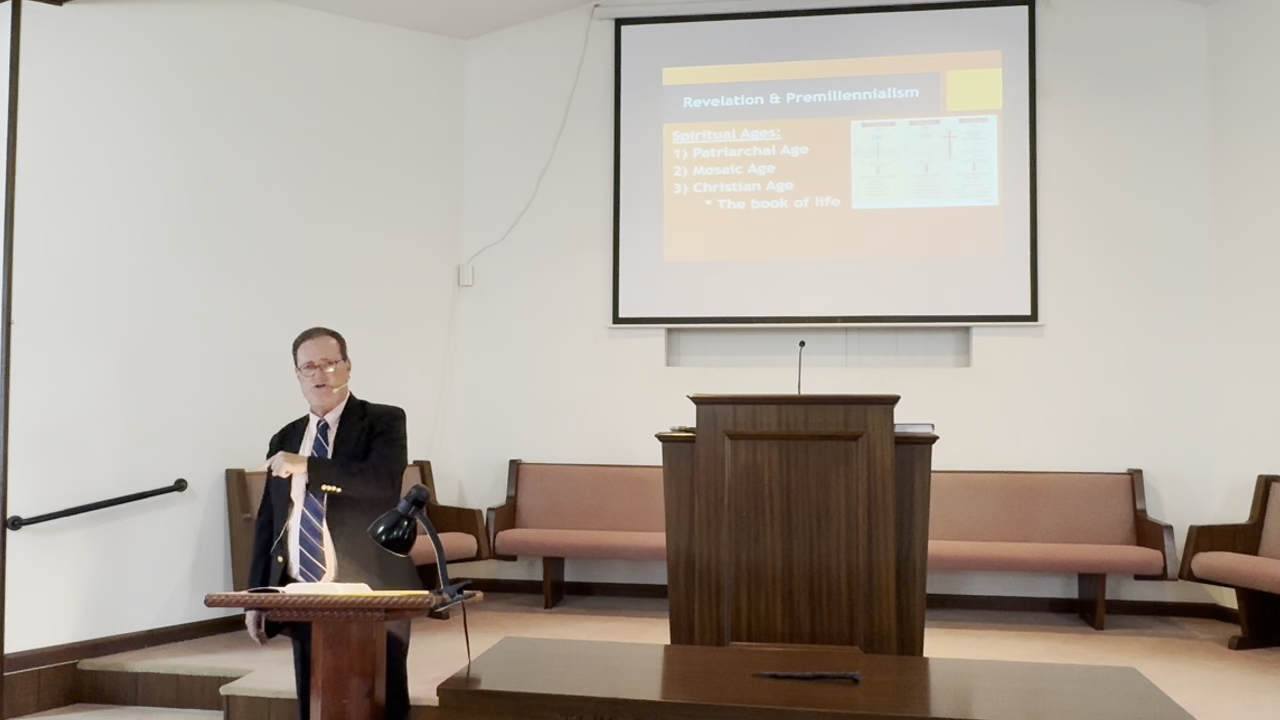 Revelation & Premillennialism
Spiritual Ages:
1) Patriarchal Age
2) Mosaic Age
3) Christian Age
* The book of life